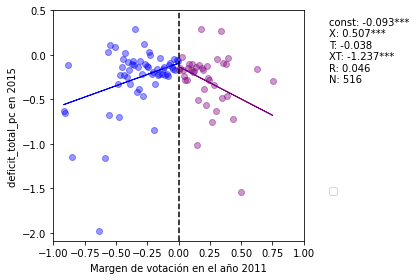 0.5
0.0
−0.5
−1.0
−1.5
−2.0
deficit_total_pc en 2015
−1.00 −0.75 −0.50 −0.25 0.00 0.25 0.50 0.75 1.00
Margen de votación en el año 2011
const: -0.093***
X: 0.507***
T: -0.038
XT: -1.237***
R: 0.046
N: 516